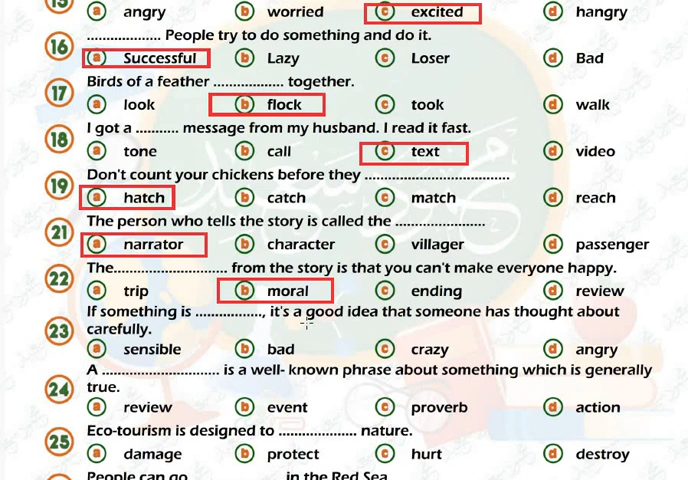 15
a angry b worried c excited d hangry
16 .................. People try to do something and do it.
a Successful b Lazy c Loser d Bad
17 Birds of a feather ................. together.
a look b flock c took d walk
18 I got a ........... message from my husband. I read it fast.
a tone b call c text d video
19 Don't count your chickens before they ...................................
a hatch b catch c match d reach
21 The person who tells the story is called the ......................
a narrator b character c villager d passenger
22 The........................... from the story is that you can't make everyone happy.
a trip b moral c ending d review
23 If something is ................, it's a good idea that someone has thought about
carefully.
a sensible b bad c crazy d angry
24 A ........................... is a well- known phrase about something which is generally
true.
a review b event c proverb d action
25 Eco-tourism is designed to ................... nature.
a damage b protect c hurt d destroy
People can go in the Red Sea